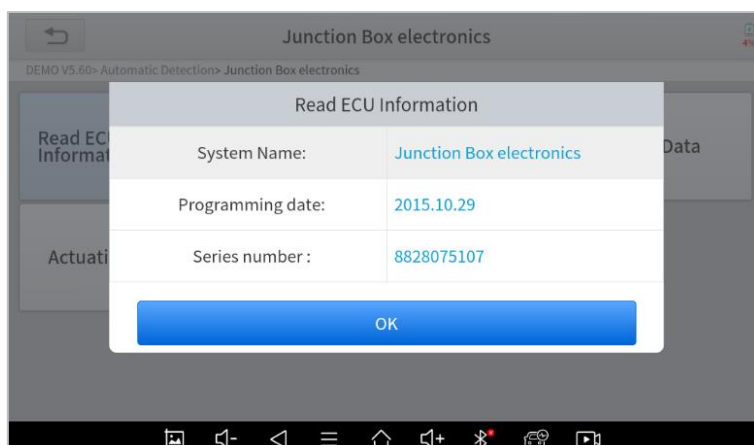 Junction Box electronics
DEMO V5.60> Automatic Detection> Junction Box electronics
Read ECU Information
Read ECU
Informat
System Name:
Junction Box electronics
Data
Programming date:
2015.10.29
Actuati
Series number :
8828075107
OK